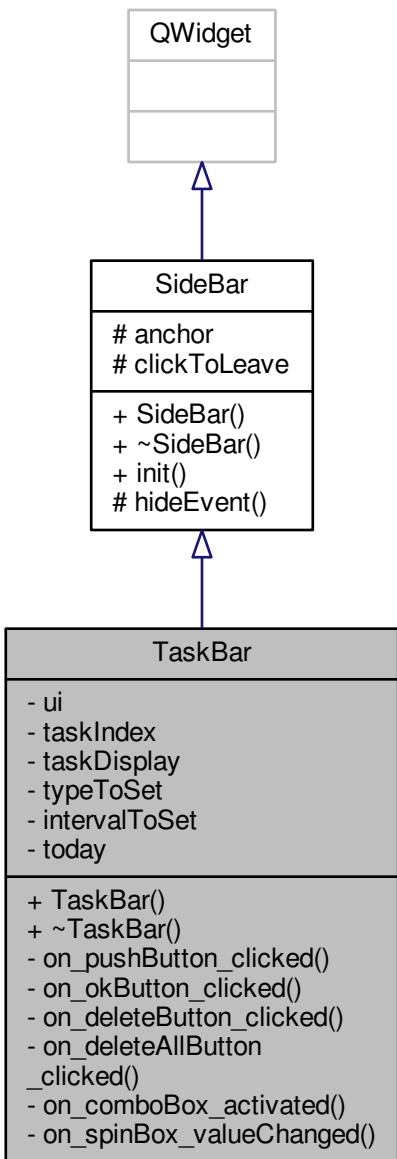 QWidget
SideBar
# anchor
# clickToLeave
+ SideBar()
+ ~SideBar()
+ init()
# hideEvent()
TaskBar
- ui
- taskIndex
- taskDisplay
- typeToSet
- intervalToSet
- today
+ TaskBar()
+ ~TaskBar()
- on_pushButton_clicked()
- on_okButton_clicked()
- on_deleteButton_clicked()
- on_deleteAllButton
_clicked()
- on_comboBox_activated()
- on_spinBox_valueChanged()